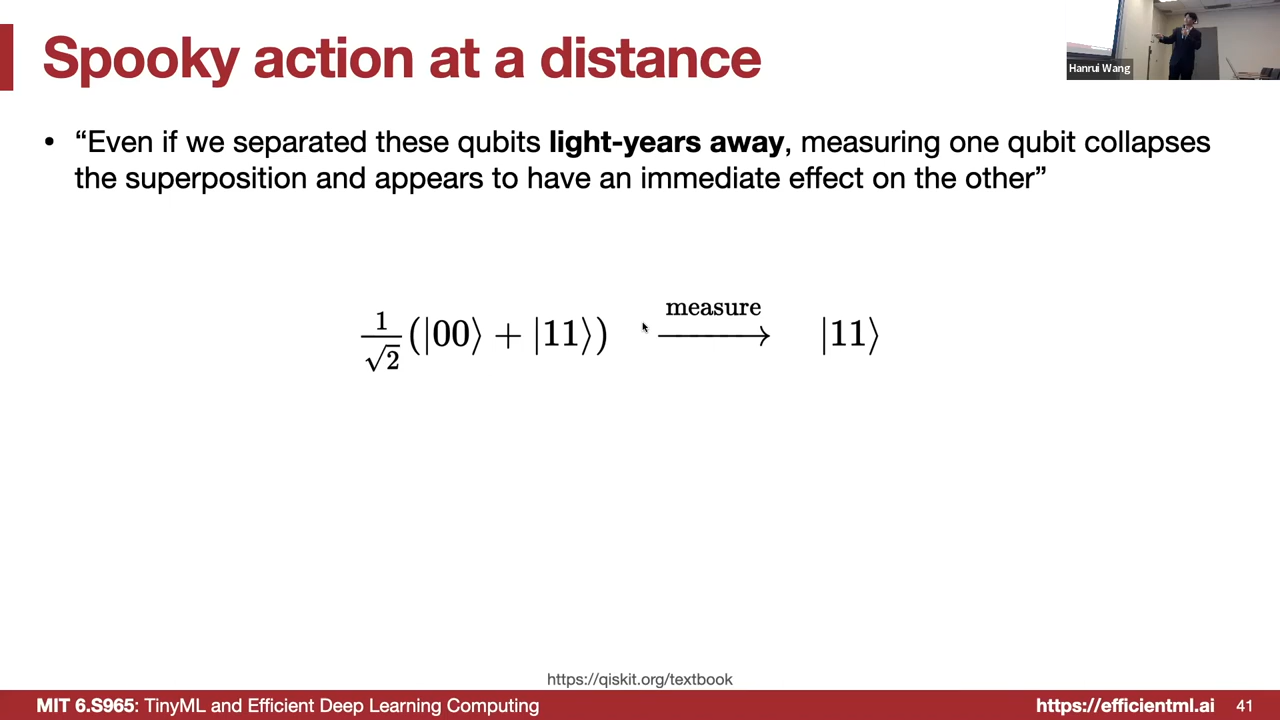 Spooky action at a distance
Hanrui Wang
• “Even if we separated these qubits light-years away, measuring one qubit collapses
the superposition and appears to have an immediate effect on the other”
1/√2 (|00⟩ + |11⟩) measure ⟶ |11⟩
https://qiskit.org/textbook
MIT 6.S965: TinyML and Efficient Deep Learning Computing https://efficientml.ai 41